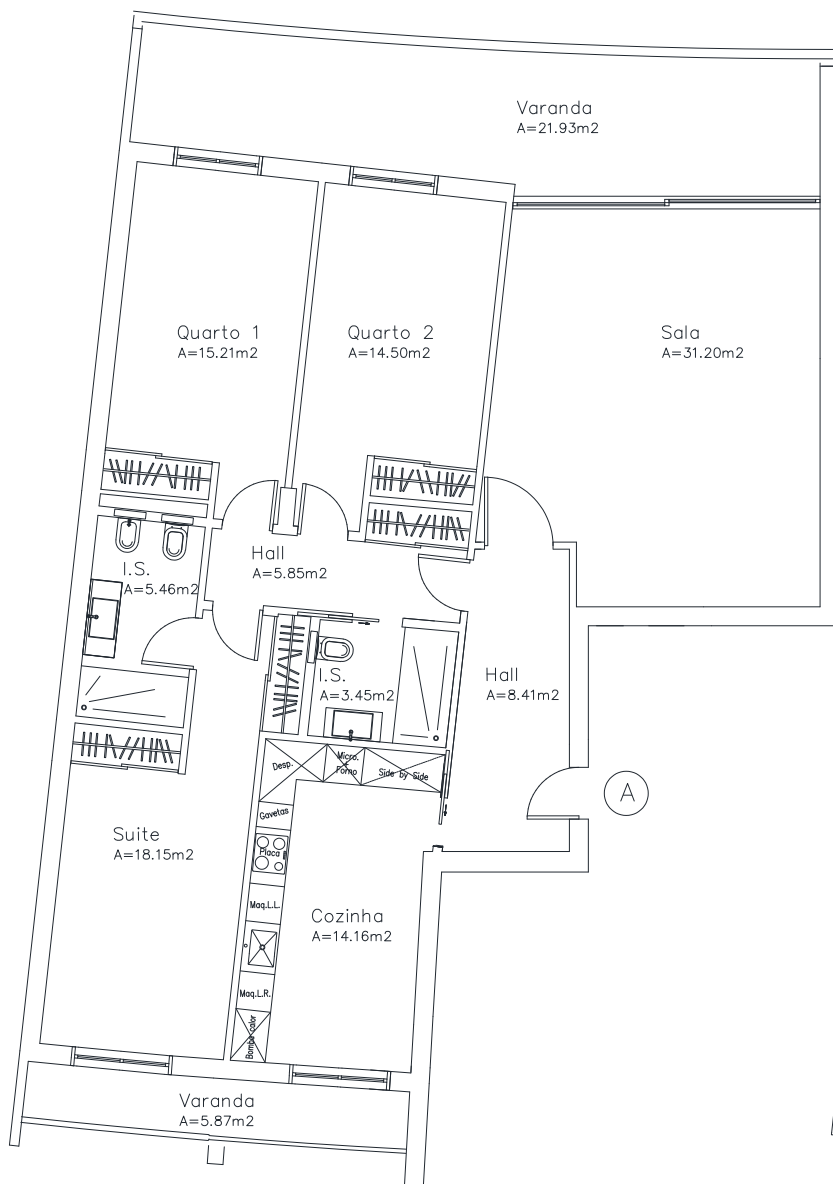 Varanda
A=21.93m2
Quarto 1
A=15.21m2
Quarto 2
A=14.50m2
Sala
A=31.20m2
Hall
A=5.85m2
I.S.
A=5.46m2
I.S.
A=3.45m2
Hall
A=8.41m2
Desp.
Micro.
+
Forno
Side by Side
Gavetas
Placa
A
Suite
A=18.15m2
Maq.L.L.
Cozinha
A=14.16m2
Maq.L.R.
Bomba calor
Varanda
A=5.87m2